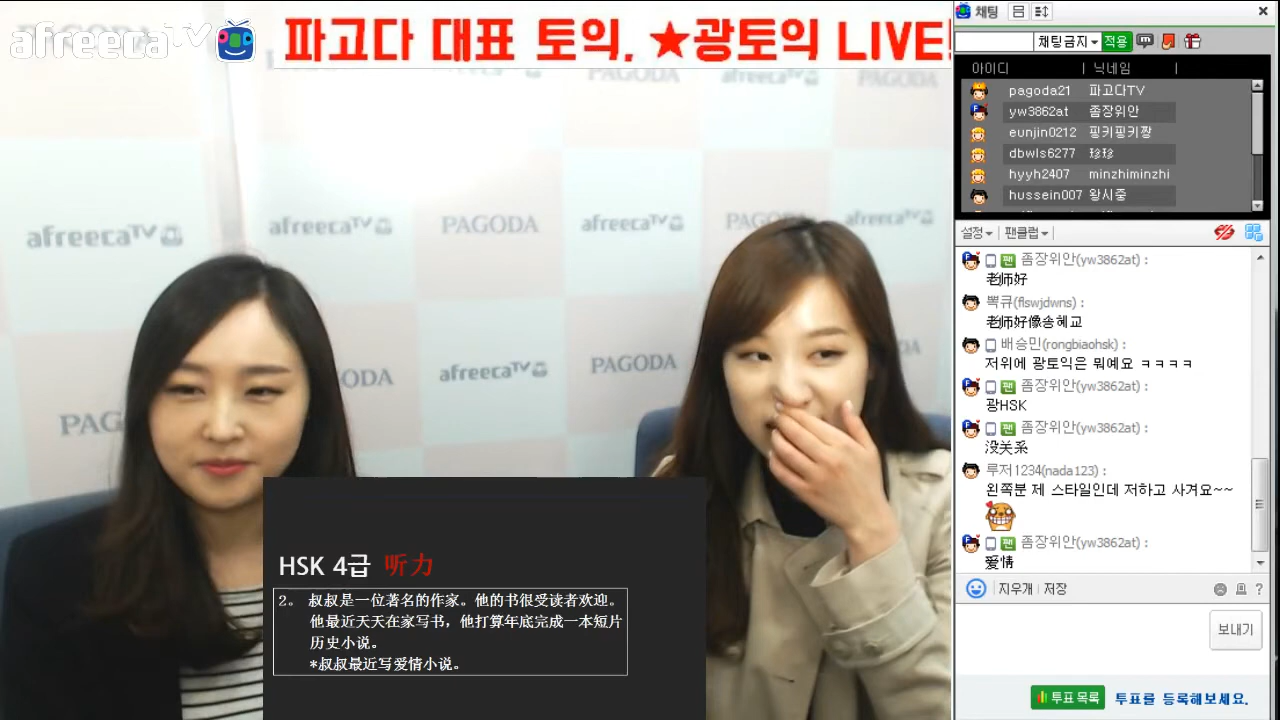 afreecaTV
파고다 대표 토익, ★광토익 LIVE!
PAGODA
afreecaTV
afreecaTV
PAGODA
afreecaTV
PAGODA
afreecaTV
afreecaTV
PAGODA
HSK 4급 听力
2。 叔叔是一位著名的作家。他的书很受读者欢迎。
他最近天天在家写书，他打算年底完成一本短片
历史小说。
*叔叔最近写爱情小说。
채팅
채팅금지 적용
아이디 | 닉네임 |
pagoda21 파고다TV
yw3862at 좀장위안
eunjin0212 핑키핑키짱
dbwls6277 珍珍
hyyh2407 minzhiminzhi
hussein007 왕시중
설정 | 팬클럽 |
팬 좀장위안(yw3862at) :
老师好
뽁큐(flswjdwns) :
老师好像송혜교
배승민(rongbiaohsk) :
저위에 광토익은 뭐예요 ㅋㅋㅋㅋ
팬 좀장위안(yw3862at) :
광HSK
팬 좀장위안(yw3862at) :
没关系
루저1234(nada123) :
왼쪽분 제 스타일인데 저하고 사겨요~~
팬 좀장위안(yw3862at) :
爱情
지우개 | 저장
보내기
투표 목록 투표를 등록해보세요.